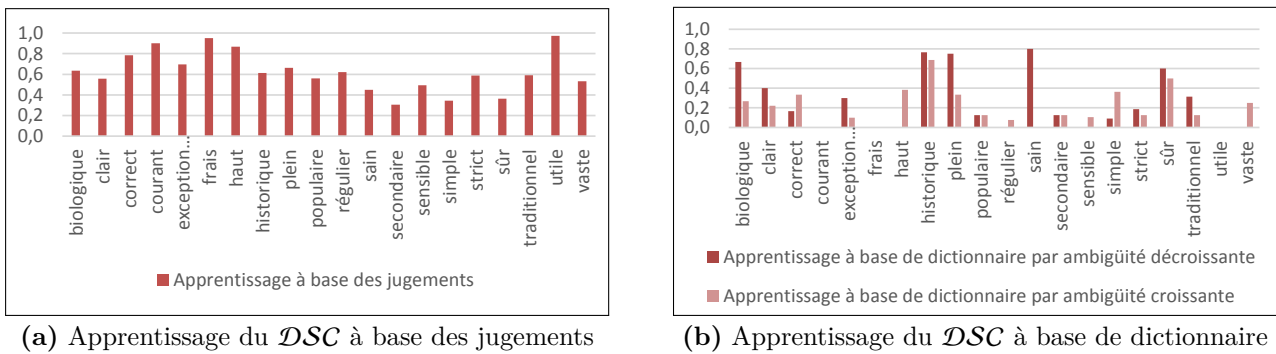 1,0
0,8
0,6
0,4
0,2
0,0
biologique
clair
correct
courant
exception…
frais
haut
historique
plein
populaire
régulier
sain
secondaire
sensible
simple
strict
sûr
traditionnel
utile
vaste
Apprentissage à base des jugements
(a) Apprentissage du DSC à base des jugements
1,0
0,8
0,6
0,4
0,2
0,0
biologique
clair
correct
courant
exception…
frais
haut
historique
plein
populaire
régulier
sain
secondaire
sensible
simple
strict
sûr
traditionnel
utile
vaste
Apprentissage à base de dictionnaire par ambigüité décroissante
Apprentissage à base de dictionnaire par ambigüité croissante
(b) Apprentissage du DSC à base de dictionnaire